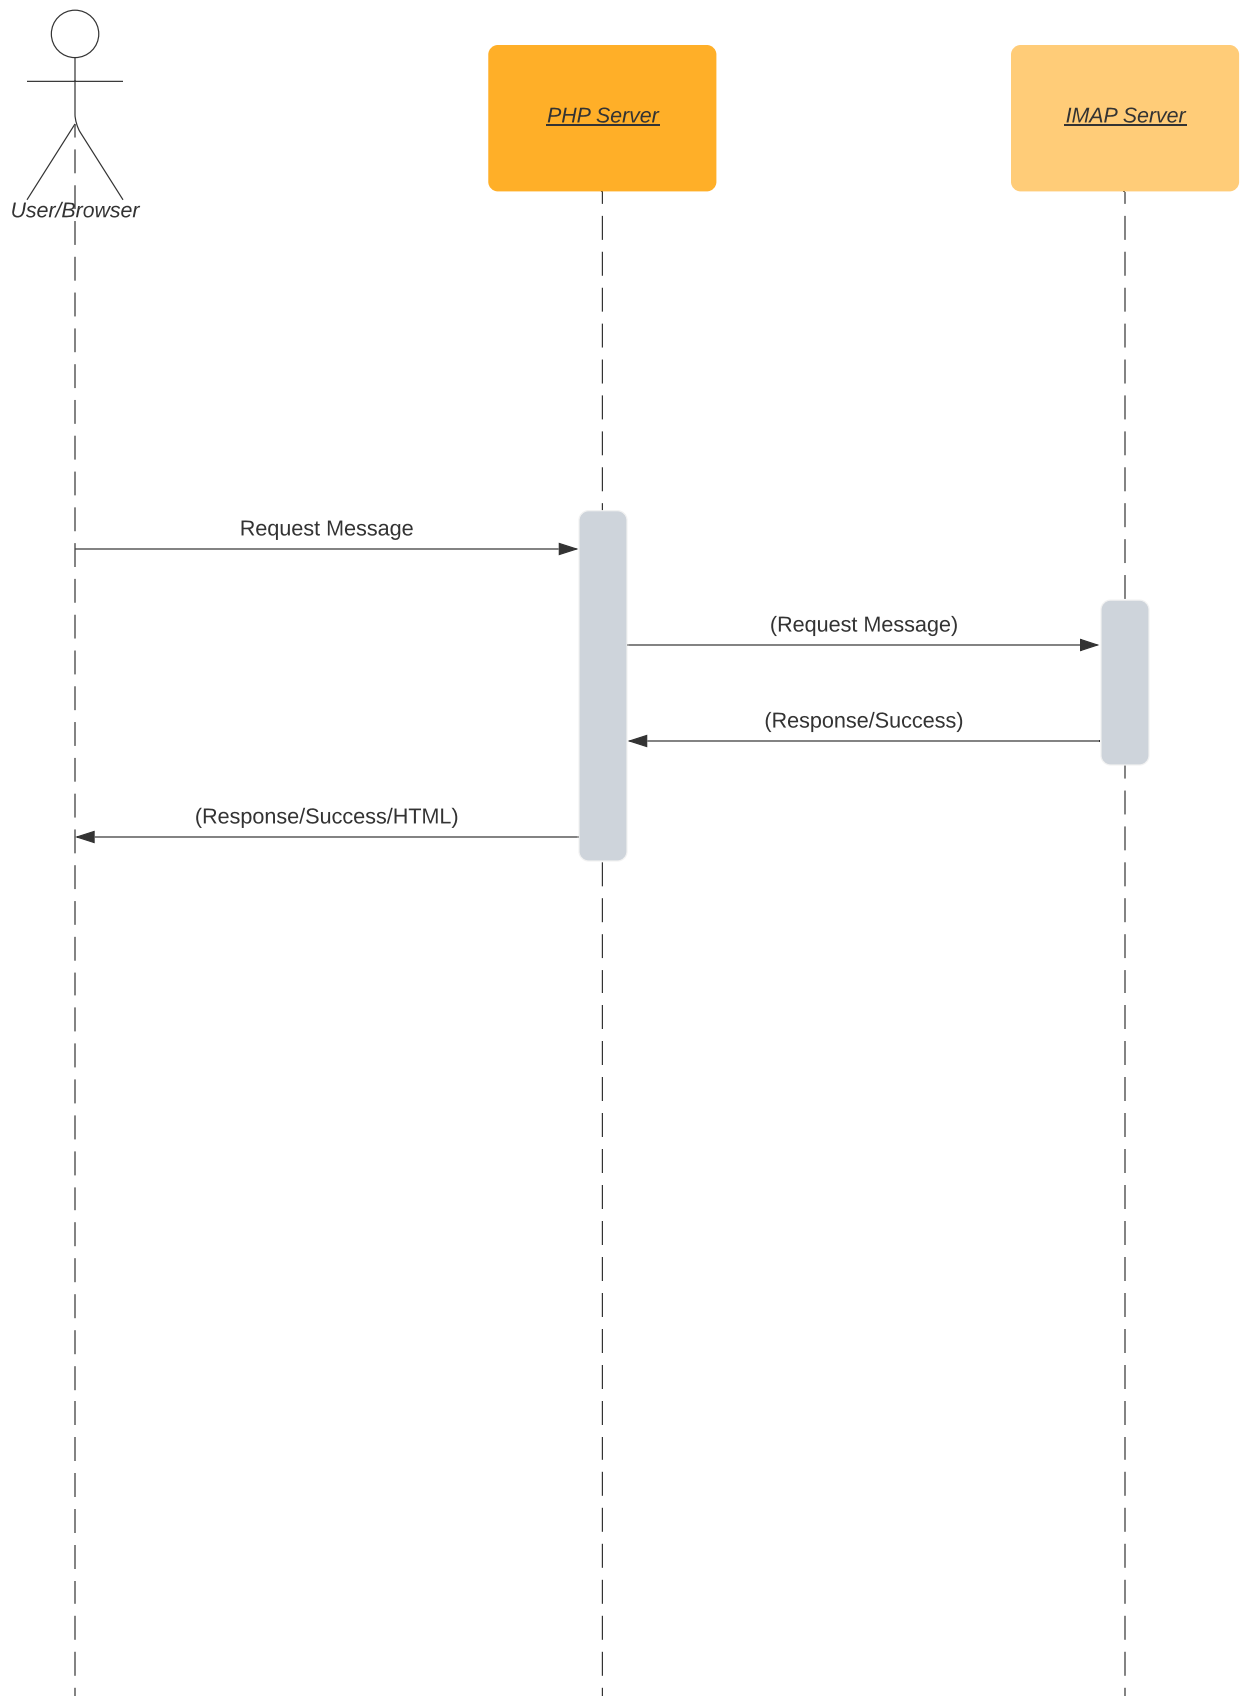 User/Browser
PHP Server
IMAP Server
Request Message
(Request Message)
(Response/Success)
(Response/Success/HTML)